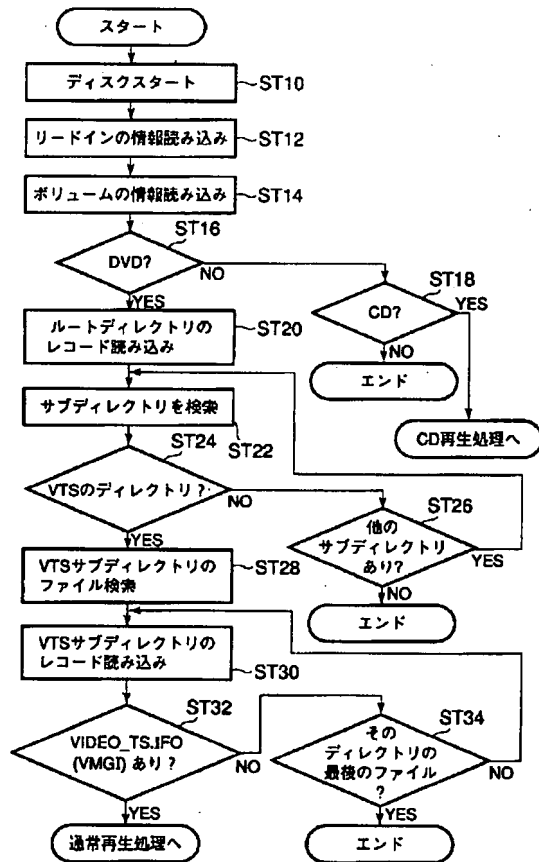 スタート
ディスクスタート
ST10
リードインの情報読み込み
ST12
ボリュームの情報読み込み
ST14
ST16
DVD?
NO
YES
ST18
CD?
YES
NO
エンド
CD再生処理へ
ルートディレクトリの
レコード読み込み
ST20
サブディレクトリを検索
ST22
ST24
VTSのディレクトリ?
NO
YES
ST26
他の
サブディレクトリ
あり?
YES
NO
エンド
VTSサブディレクトリの
ファイル検索
ST28
VTSサブディレクトリの
レコード読み込み
ST30
ST32
VIDEO_TS.IFO
(VMGI) あり?
NO
YES
通常再生処理へ
ST34
その
ディレクトリの
最後のファイル
?
NO
YES
エンド